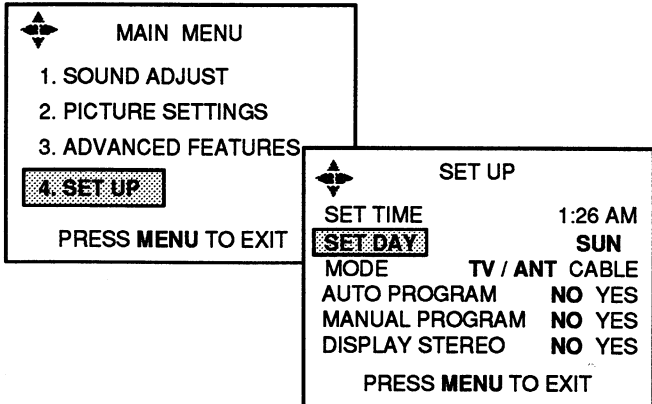 MAIN MENU
1. SOUND ADJUST
2. PICTURE SETTINGS
3. ADVANCED FEATURES
4. SET UP
PRESS MENU TO EXIT
SET UP
SET TIME 1:26 AM
SET DAY SUN
MODE TV / ANT CABLE
AUTO PROGRAM NO YES
MANUAL PROGRAM NO YES
DISPLAY STEREO NO YES
PRESS MENU TO EXIT